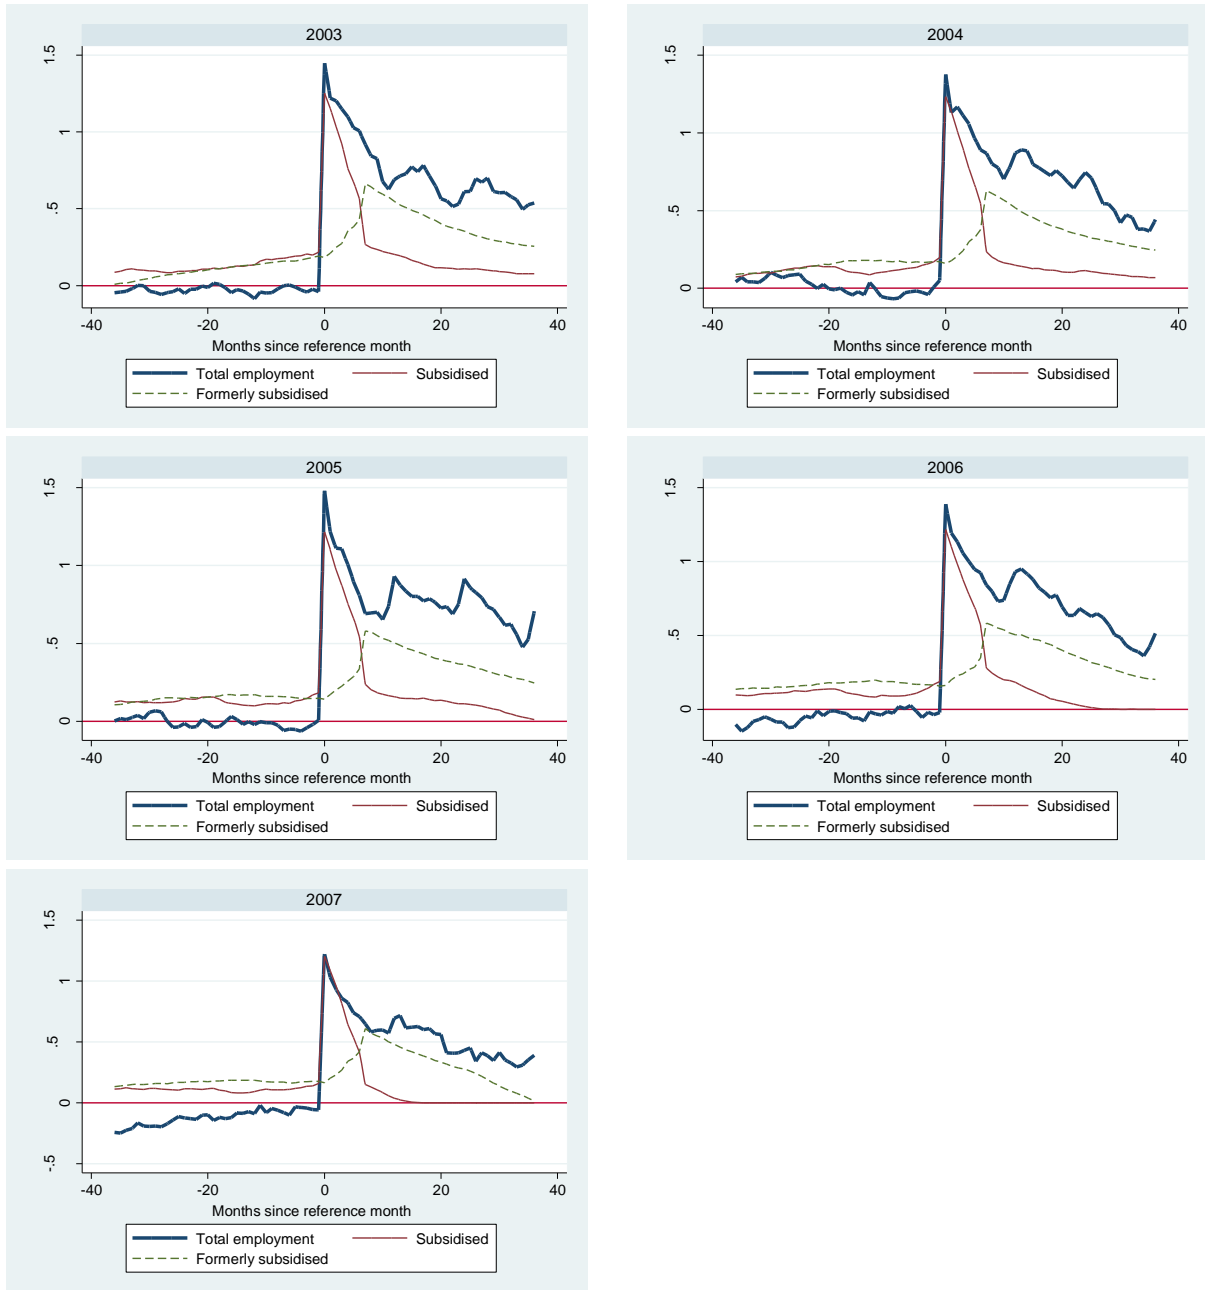 2003
1.5
1
.5
0
-40 -20 0 20 40
Months since reference month
Total employment Subsidised
Formerly subsidised
2004
1.5
1
.5
0
-40 -20 0 20 40
Months since reference month
Total employment Subsidised
Formerly subsidised
2005
1.5
1
.5
0
-40 -20 0 20 40
Months since reference month
Total employment Subsidised
Formerly subsidised
2006
1.5
1
.5
0
-40 -20 0 20 40
Months since reference month
Total employment Subsidised
Formerly subsidised
2007
1.5
1
.5
0
-.5
-40 -20 0 20 40
Months since reference month
Total employment Subsidised
Formerly subsidised